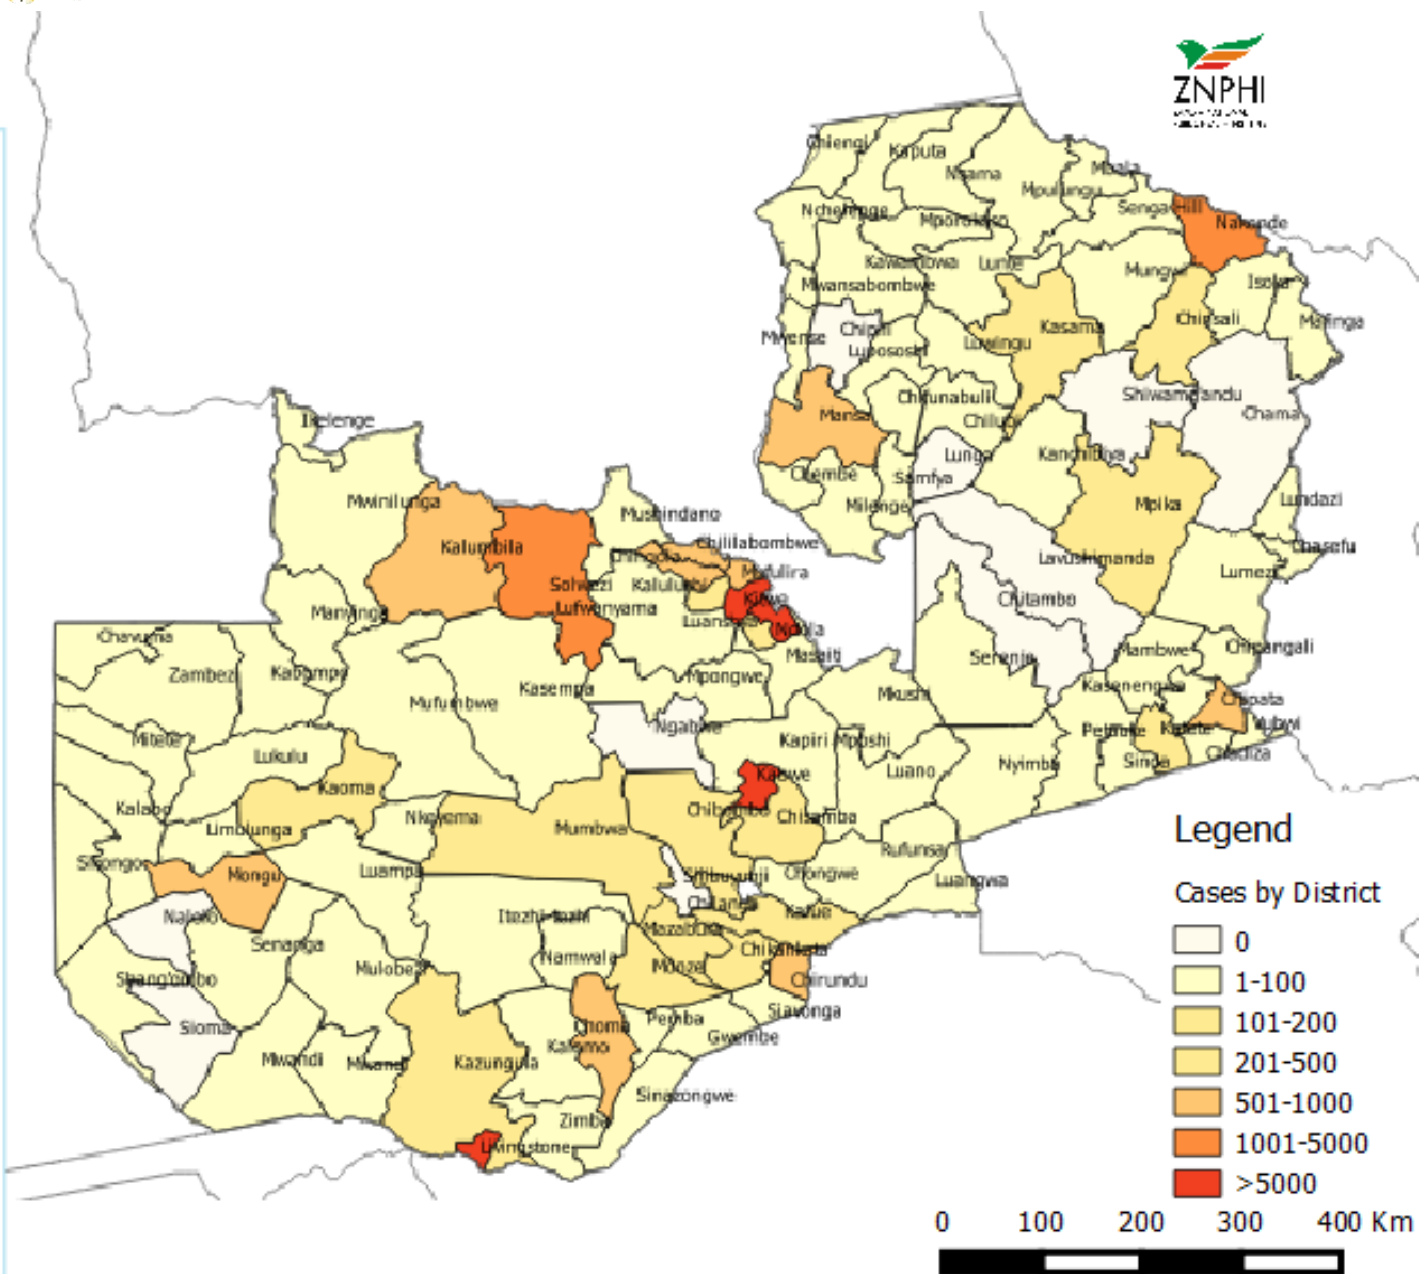 ZNPHI
Chiengi
Kaputa
Nsama
Mpulungu
Mbala
Senga Hill
Nakonde
Nchelenge
Mporokoso
Kawambwa
Lunte
Mungwi
Isoka
Mwansabombwe
Mafinga
Mwense
Chipili
Lupososhi
Luwingu
Kasama
Chinsali
Shiwamg'andu
Chama
Mansa
Chifunabuli
Chilubi
Lunga
Kanchibiya
Chembe
Samfya
Milenge
Mpika
Lundazi
Chasefu
Lumezi
Lavushimanda
Chitambo
Ikelenge
Mwinilunga
Kalumbila
Mushindano
Chililabombwe
Chingola
Mufulira
Solwezi
Kalulushi
Kitwe
Lufwanyama
Luanshya
Ndola
Masaiti
Manyinga
Chavuma
Zambezi
Kabompo
Mufumbwe
Kasempa
Mpongwe
Mkushi
Serenje
Mambwe
Chipangali
Kasenengwa
Chipata
Vubwi
Petauke
Katete
Sinda
Chadiza
Nyimba
Mitete
Lukulu
Ngabwe
Kapiri Mposhi
Luano
Kabwe
Kaoma
Kalabo
Limulunga
Nkeyema
Mumbwa
Chibombo
Chisamba
Rufunsa
Sikongo
Mongu
Luampa
Shibuyunji
Chongwe
Luangwa
Chilanga
Kafue
Nalolo
Senanga
Itezhi-tezhi
Mazabuka
Namwala
Monze
Chikankata
Chirundu
Mulobezi
Shang'ombo
Sioma
Siavonga
Choma
Pemba
Gwembe
Kalomo
Mwandi
Kazungula
Sinazongwe
Zimba
Livingstone
Legend
Cases by District
0
1-100
101-200
201-500
501-1000
1001-5000
>5000
0 100 200 300 400 Km